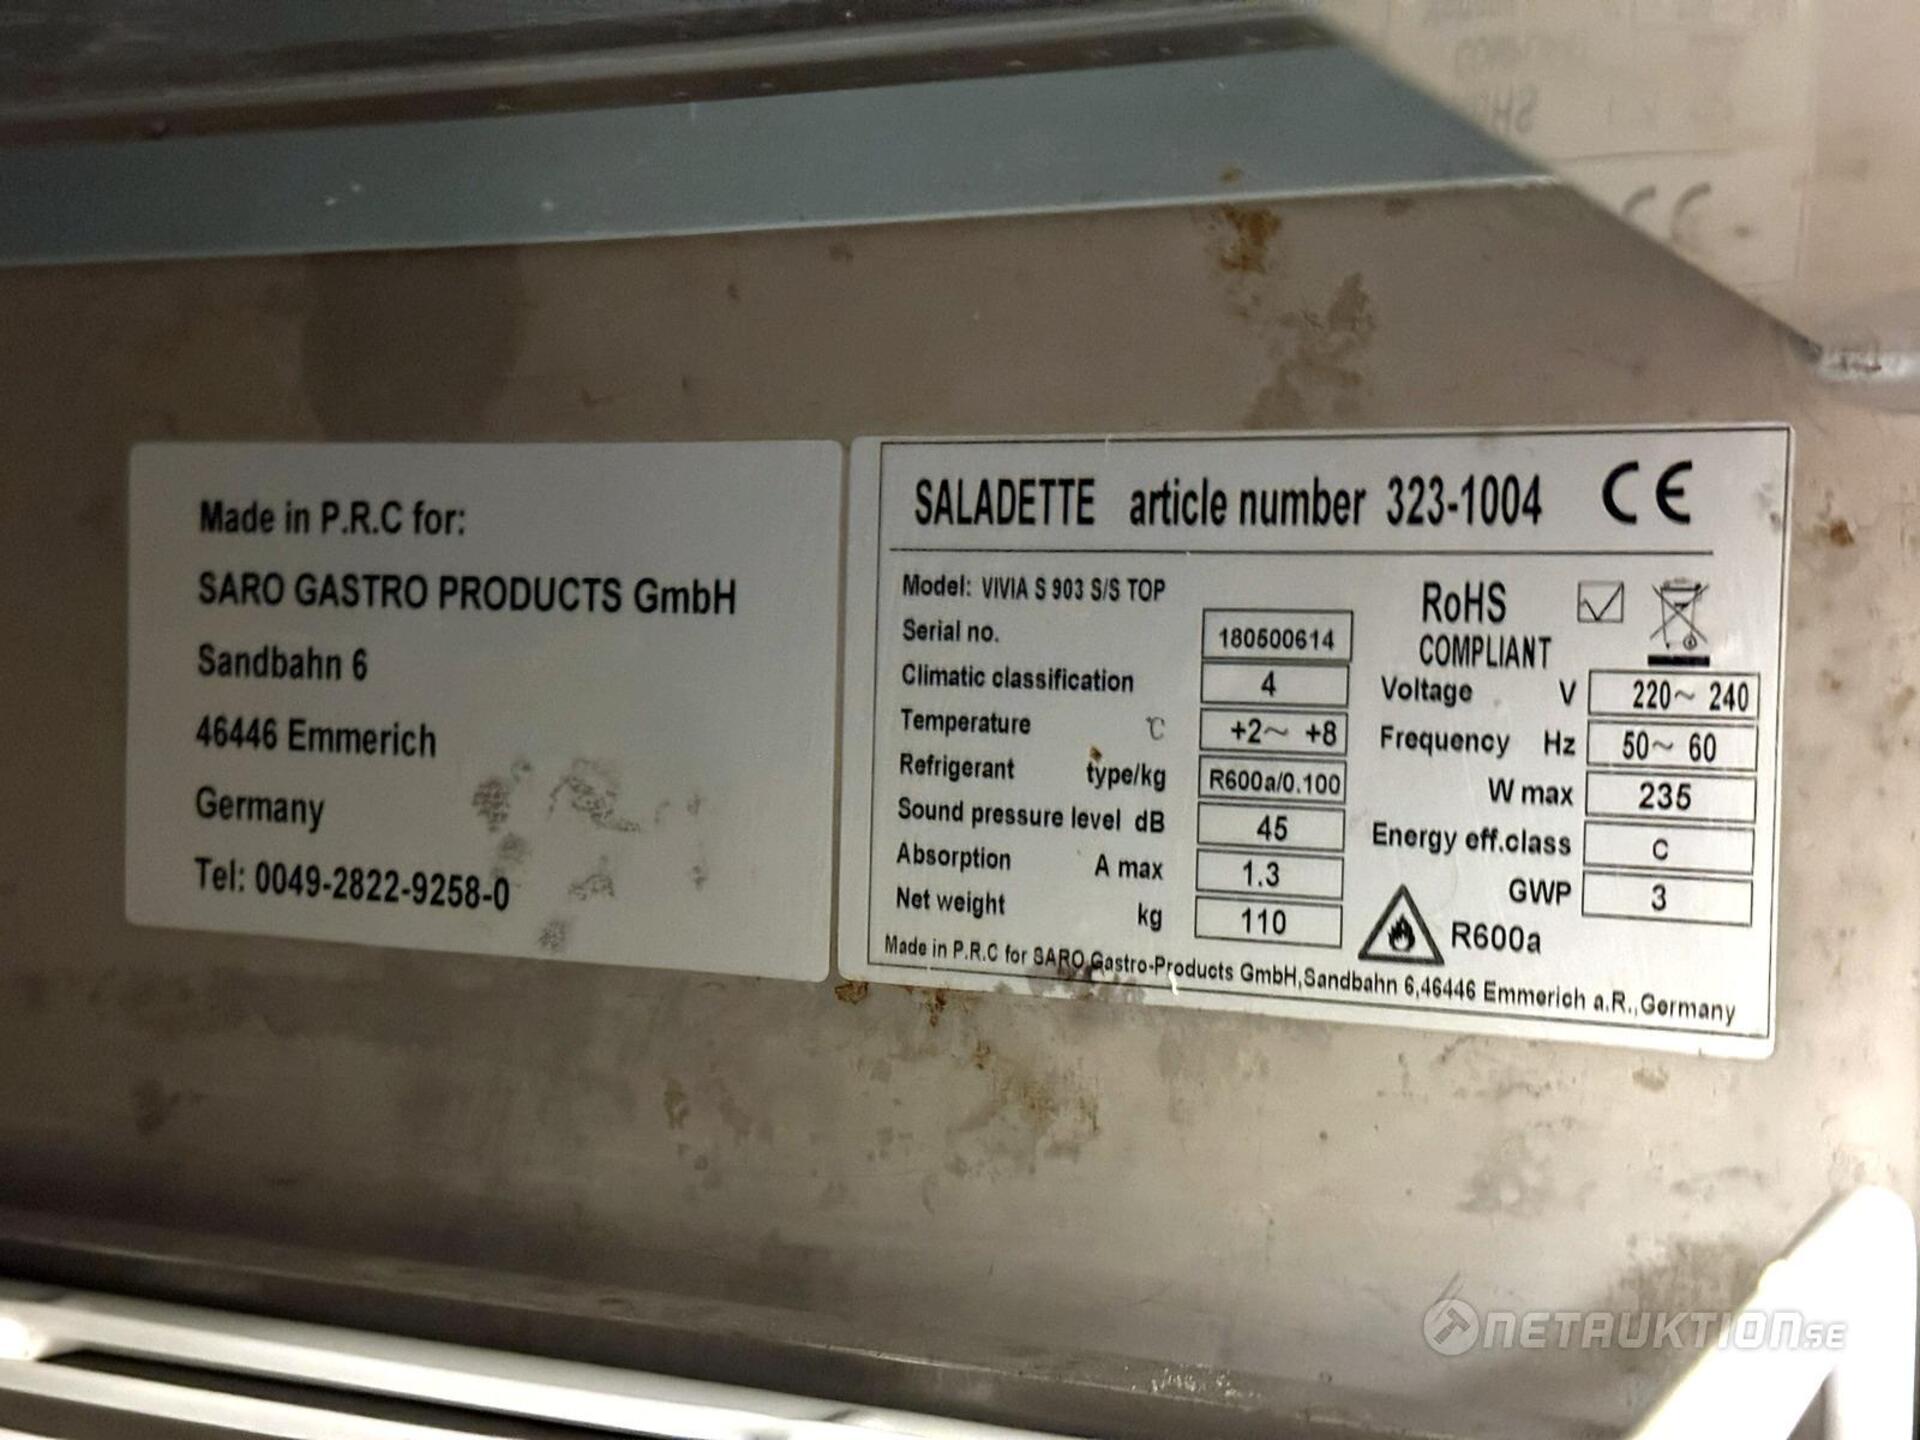 Made in P.R.C for:
SARO GASTRO PRODUCTS GmbH
Sandbahn 6
46446 Emmerich
Germany
Tel: 0049-2822-9258-0
SALADETTE article number 323-1004 CE
Model: VIVIA S 903 S/S TOP
Serial no. 180500614
Climatic classification 4
Temperature °C +2~ +8
Refrigerant type/kg R600a/0.100
Sound pressure level dB 45
Absorption A max 1.3
Net weight kg 110
RoHS
COMPLIANT
Voltage V 220~ 240
Frequency Hz 50~ 60
W max 235
Energy eff.class C
GWP 3
R600a
Made in P.R.C for SARO Gastro-Products GmbH,Sandbahn 6,46446 Emmerich a.R.,Germany
NETAUKTION.SE